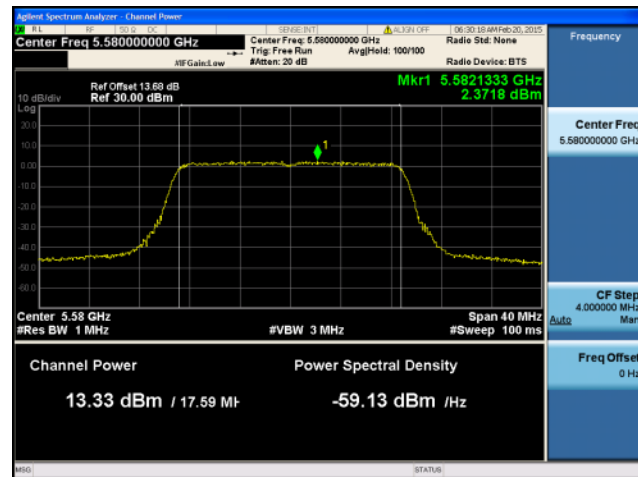 Agilent Spectrum Analyzer - Channel Power
RL RF 50 Ω DC SENSE:INT ALIGN OFF 06:30:18 AM Feb 20, 2015
Center Freq 5.580000000 GHz
Center Freq: 5.580000000 GHz
Radio Std: None
Trig: Free Run Avg|Hold: 100/100
#IFGain:Low #Atten: 20 dB Radio Device: BTS
Ref Offset 13.68 dB
Mkr1 5.5821333 GHz
10 dB/div Ref 30.00 dBm 2.3718 dBm
Log
20.0
10.0
1
0.00
-10.0
-20.0
-30.0
-40.0
-50.0
-60.0
Center 5.58 GHz Span 40 MHz
#Res BW 1 MHz #VBW 3 MHz #Sweep 100 ms
Channel Power Power Spectral Density
13.33 dBm / 17.59 MH -59.13 dBm /Hz
MSG STATUS
Frequency
Center Freq
5.580000000 GHz
CF Step
4.000000 MHz
Auto Man
Freq Offset
0 Hz